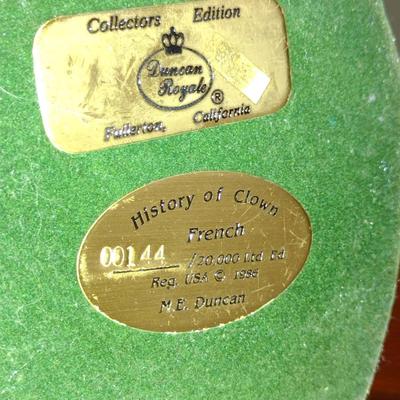 Collectors Edition
Duncan
Royale ®
Fullerton, California
History of Clown
French
00144 /20,000 Ltd Ed
Reg. USA © 1986
M.E. Duncan